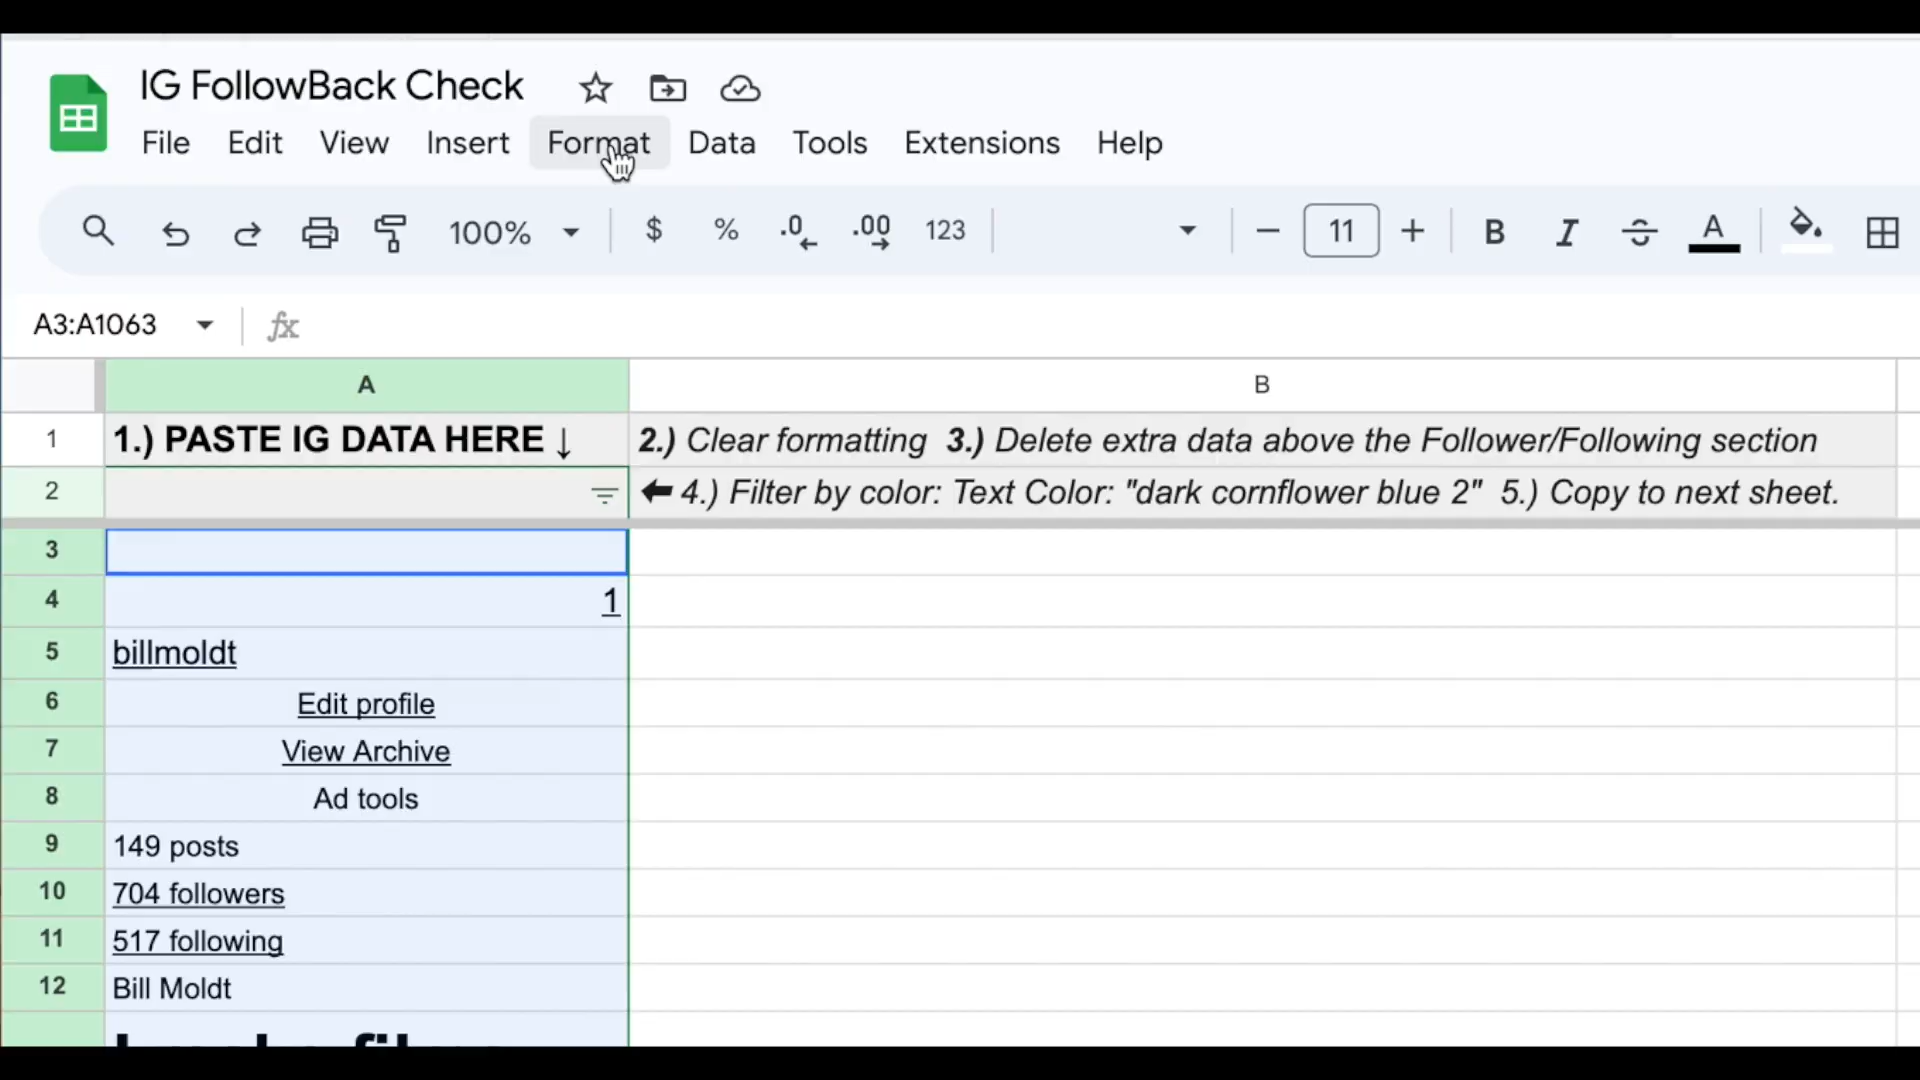 IG FollowBack Check
File Edit View Insert Format Data Tools Extensions Help
100% $ % .0 .00 123 11 B I A
A3:A1063 fx
A B
1 1.) PASTE IG DATA HERE ↓ 2.) Clear formatting 3.) Delete extra data above the Follower/Following section
2 ⬅ 4.) Filter by color: Text Color: "dark cornflower blue 2" 5.) Copy to next sheet.
3
4 1
5 billmoldt
6 Edit profile
7 View Archive
8 Ad tools
9 149 posts
10 704 followers
11 517 following
12 Bill Moldt